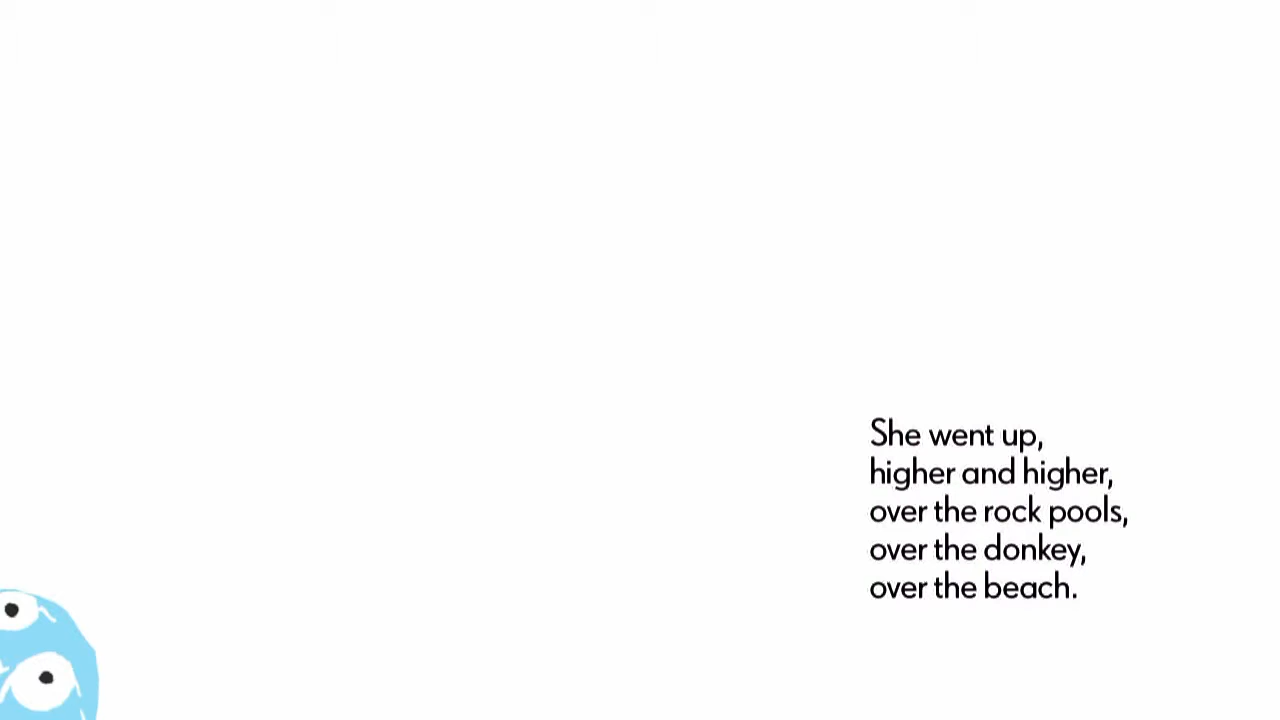 She went up,
higher and higher,
over the rock pools,
over the donkey,
over the beach.